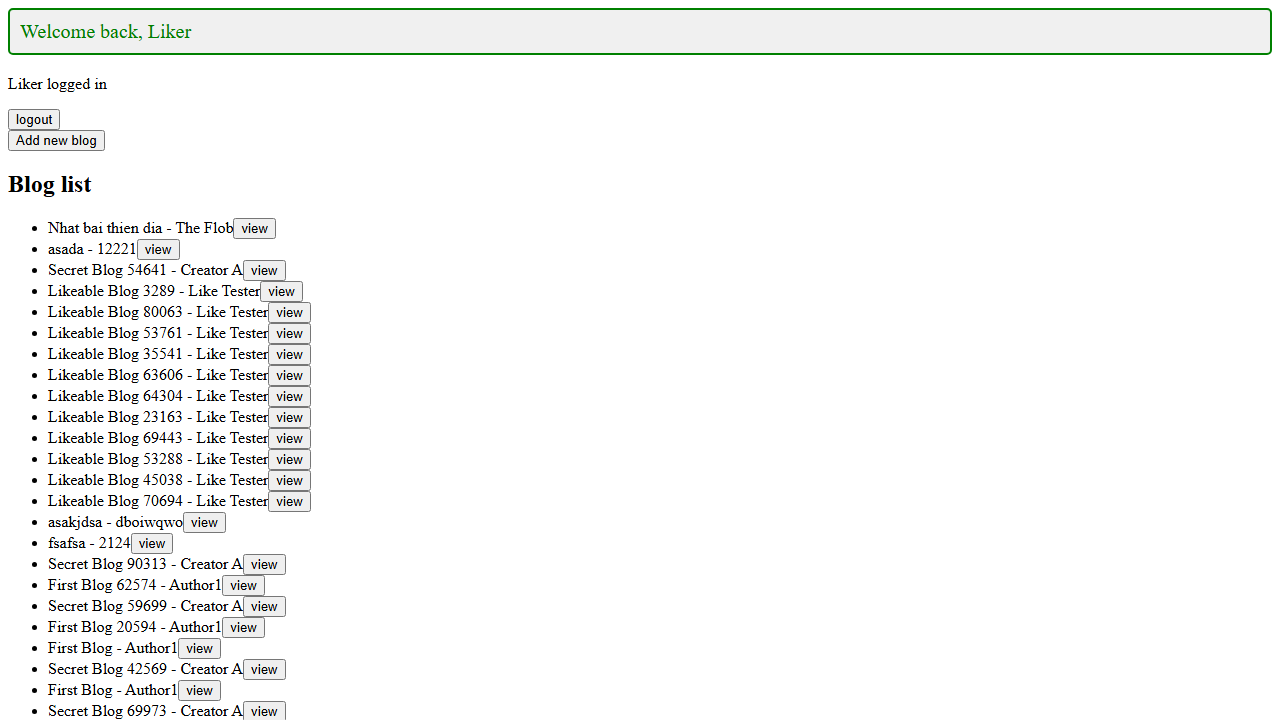 Welcome back, Liker
Liker logged in
logout
Add new blog
Blog list
Nhat bai thien dia - The Flob view
asada - 12221 view
Secret Blog 54641 - Creator A view
Likeable Blog 3289 - Like Tester view
Likeable Blog 80063 - Like Tester view
Likeable Blog 53761 - Like Tester view
Likeable Blog 35541 - Like Tester view
Likeable Blog 63606 - Like Tester view
Likeable Blog 64304 - Like Tester view
Likeable Blog 23163 - Like Tester view
Likeable Blog 69443 - Like Tester view
Likeable Blog 53288 - Like Tester view
Likeable Blog 45038 - Like Tester view
Likeable Blog 70694 - Like Tester view
asakjdsa - dboiwqwo view
fsafsa - 2124 view
Secret Blog 90313 - Creator A view
First Blog 62574 - Author1 view
Secret Blog 59699 - Creator A view
First Blog 20594 - Author1 view
First Blog - Author1 view
Secret Blog 42569 - Creator A view
First Blog - Author1 view
Secret Blog 69973 - Creator A view